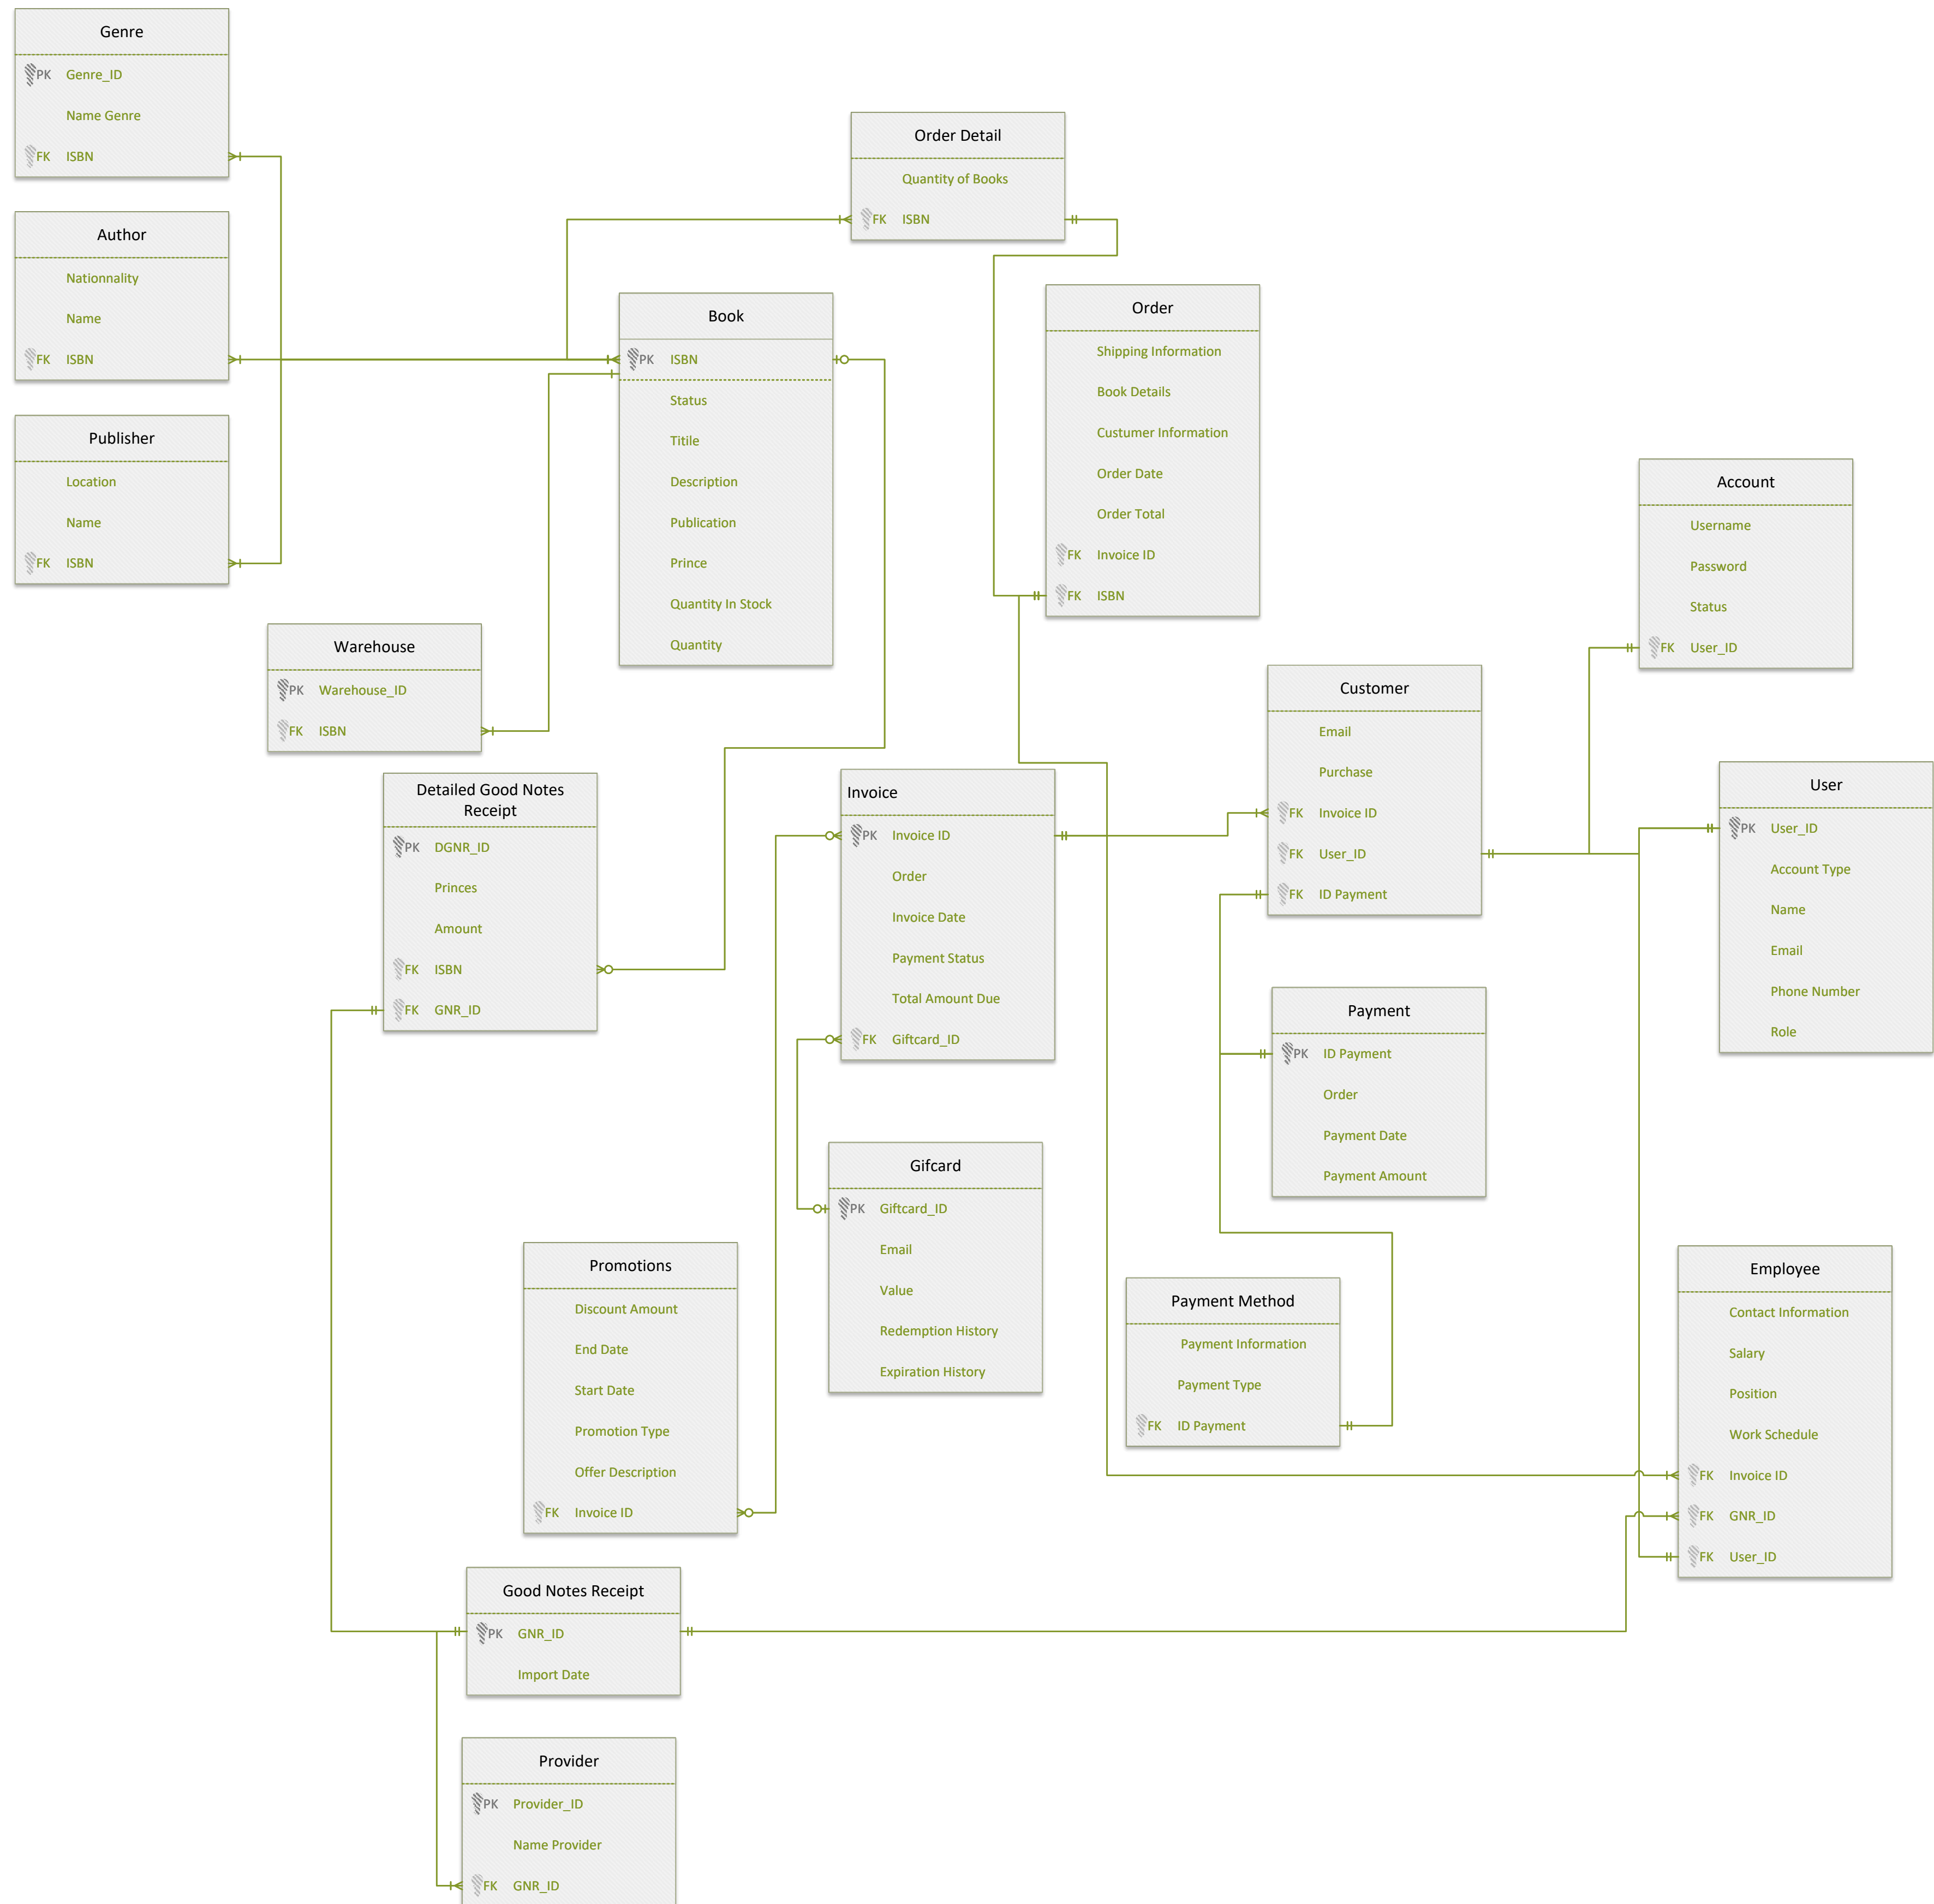 Genre
PK Genre_ID
Name Genre
FK ISBN
Author
Nationnality
Name
FK ISBN
Publisher
Location
Name
FK ISBN
Warehouse
PK Warehouse_ID
FK ISBN
Order Detail
Quantity of Books
FK ISBN
Book
PK ISBN
Status
Titile
Description
Publication
Prince
Quantity In Stock
Quantity
Order
Shipping Information
Book Details
Custumer Information
Order Date
Order Total
FK Invoice ID
FK ISBN
Account
Username
Password
Status
FK User_ID
Customer
Email
Purchase
FK Invoice ID
FK User_ID
FK ID Payment
User
PK User_ID
Account Type
Name
Email
Phone Number
Role
Detailed Good Notes
Receipt
PK DGNR_ID
Princes
Amount
FK ISBN
FK GNR_ID
Invoice
PK Invoice ID
Order
Invoice Date
Payment Status
Total Amount Due
FK Giftcard_ID
Payment
PK ID Payment
Order
Payment Date
Payment Amount
Gifcard
PK Giftcard_ID
Email
Value
Redemption History
Expiration History
Promotions
Discount Amount
End Date
Start Date
Promotion Type
Offer Description
FK Invoice ID
Payment Method
Payment Information
Payment Type
FK ID Payment
Employee
Contact Information
Salary
Position
Work Schedule
FK Invoice ID
FK GNR_ID
FK User_ID
Good Notes Receipt
PK GNR_ID
Import Date
Provider
PK Provider_ID
Name Provider
FK GNR_ID